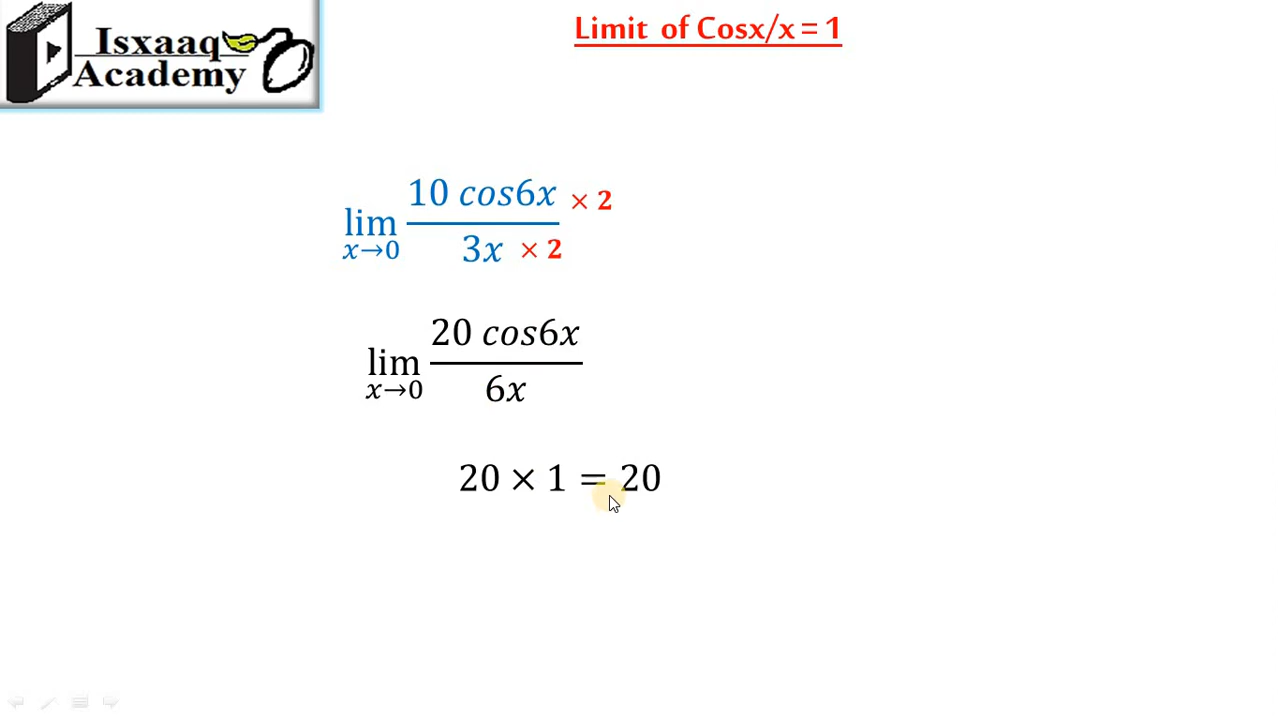 Isxaaq
Academy
Limit of Cosx/x = 1
lim x→0 10 cos6x × 2 / 3x × 2
lim x→0 20 cos6x / 6x
20 × 1 = 20